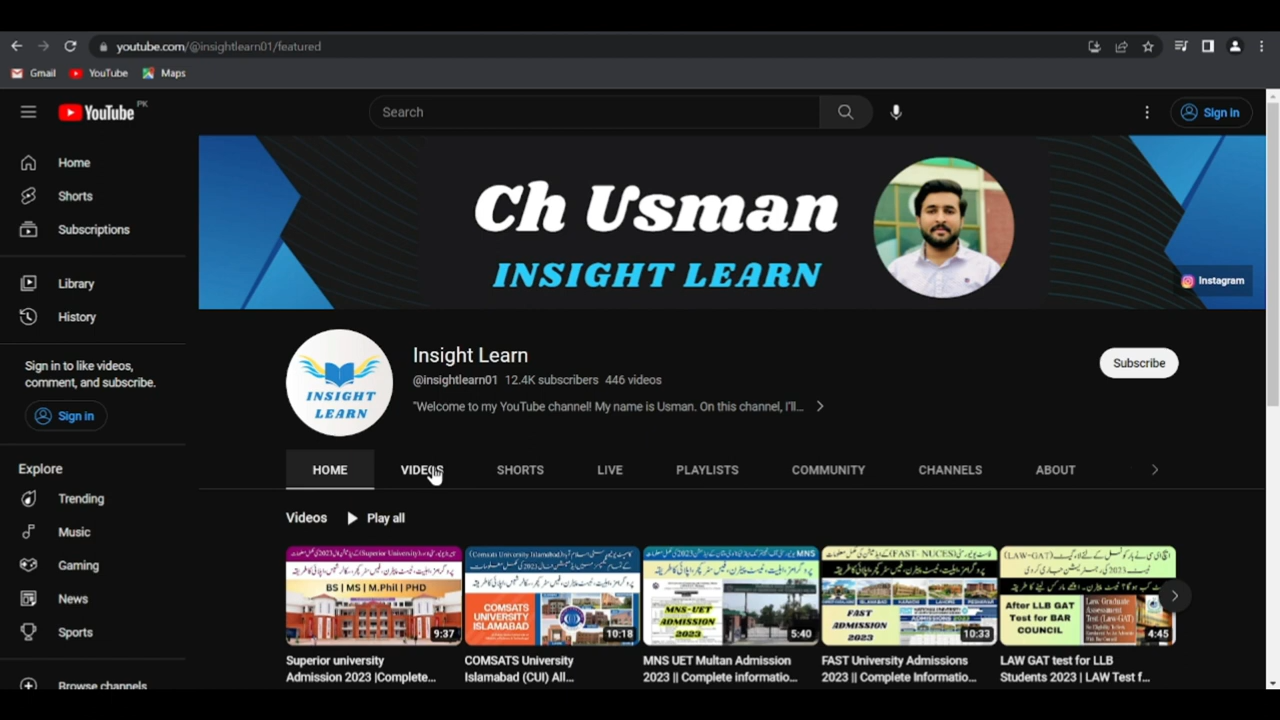 youtube.com/@insightlearn01/featured
Gmail YouTube Maps
YouTube PK
Search
Sign in
Home
Shorts
Subscriptions
Library
History
Sign in to like videos,
comment, and subscribe.
Sign in
Explore
Trending
Music
Gaming
News
Sports
Browse channels
Ch Usman
INSIGHT LEARN
Instagram
INSIGHT
LEARN
Insight Learn
@insightlearn01 12.4K subscribers 446 videos
"Welcome to my YouTube channel! My name is Usman. On this channel, I'll...
Subscribe
HOME VIDEOS SHORTS LIVE PLAYLISTS COMMUNITY CHANNELS ABOUT
Videos Play all
BS | MS | M.Phil | PHD
9:37
Superior university
Admission 2023 |Complete...
COMSATS
UNIVERSITY
ISLAMABAD
10:18
COMSATS University
Islamabad (CUI) All...
MNS
MNS-UET
ADMISSION
2023
5:40
MNS UET Multan Admission
2023 || Complete informatio...
FAST
ADMISSION
2023
10:33
FAST University Admissions
2023 || Complete Informatio...
After LLB GAT
Test for BAR
COUNCIL
Law Graduate
Assessment
Test (Law-GAT)
4:45
LAW GAT test for LLB
Students 2023 | LAW Test f...